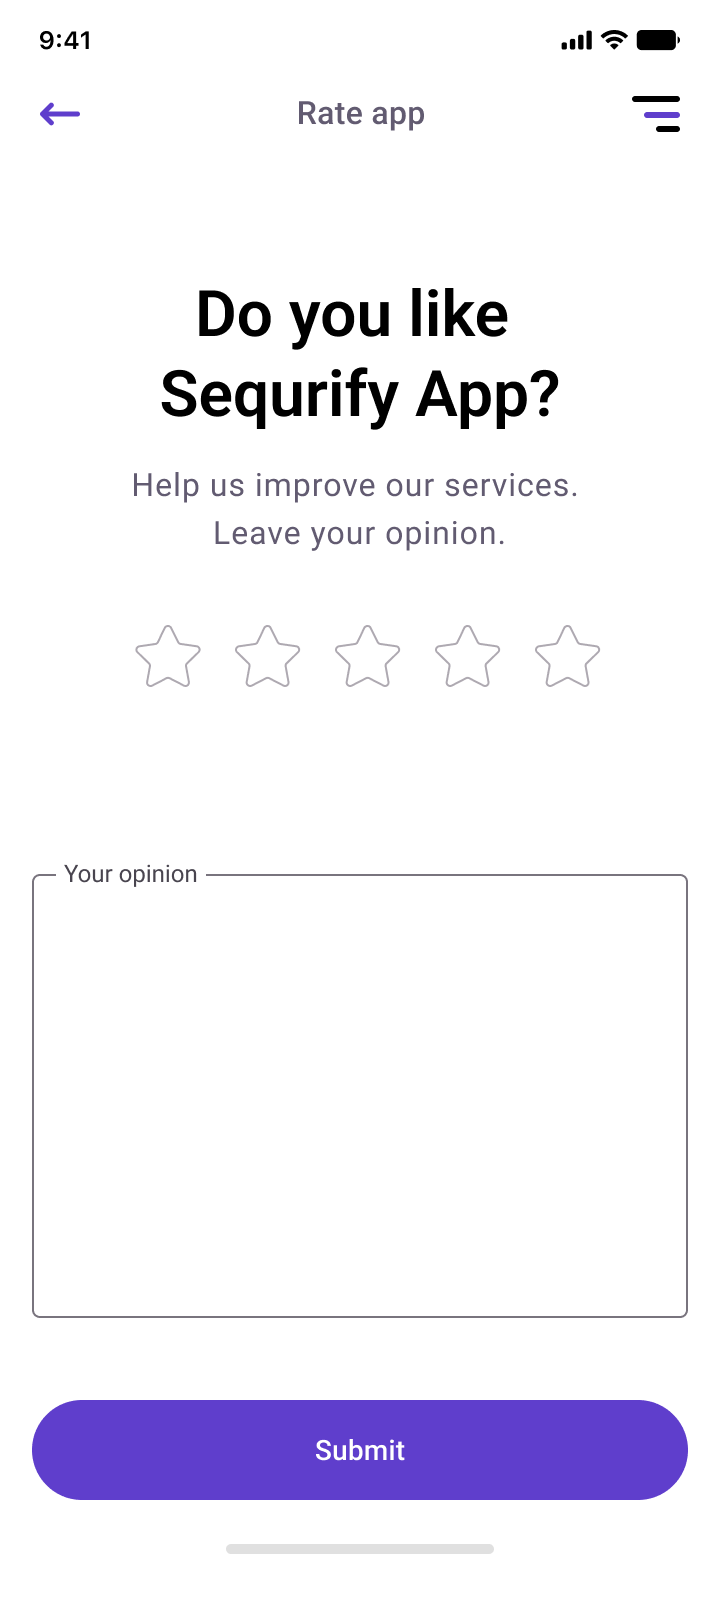 9:41
Rate app
Do you like
Sequrify App?
Help us improve our services.
Leave your opinion.
Your opinion
Submit